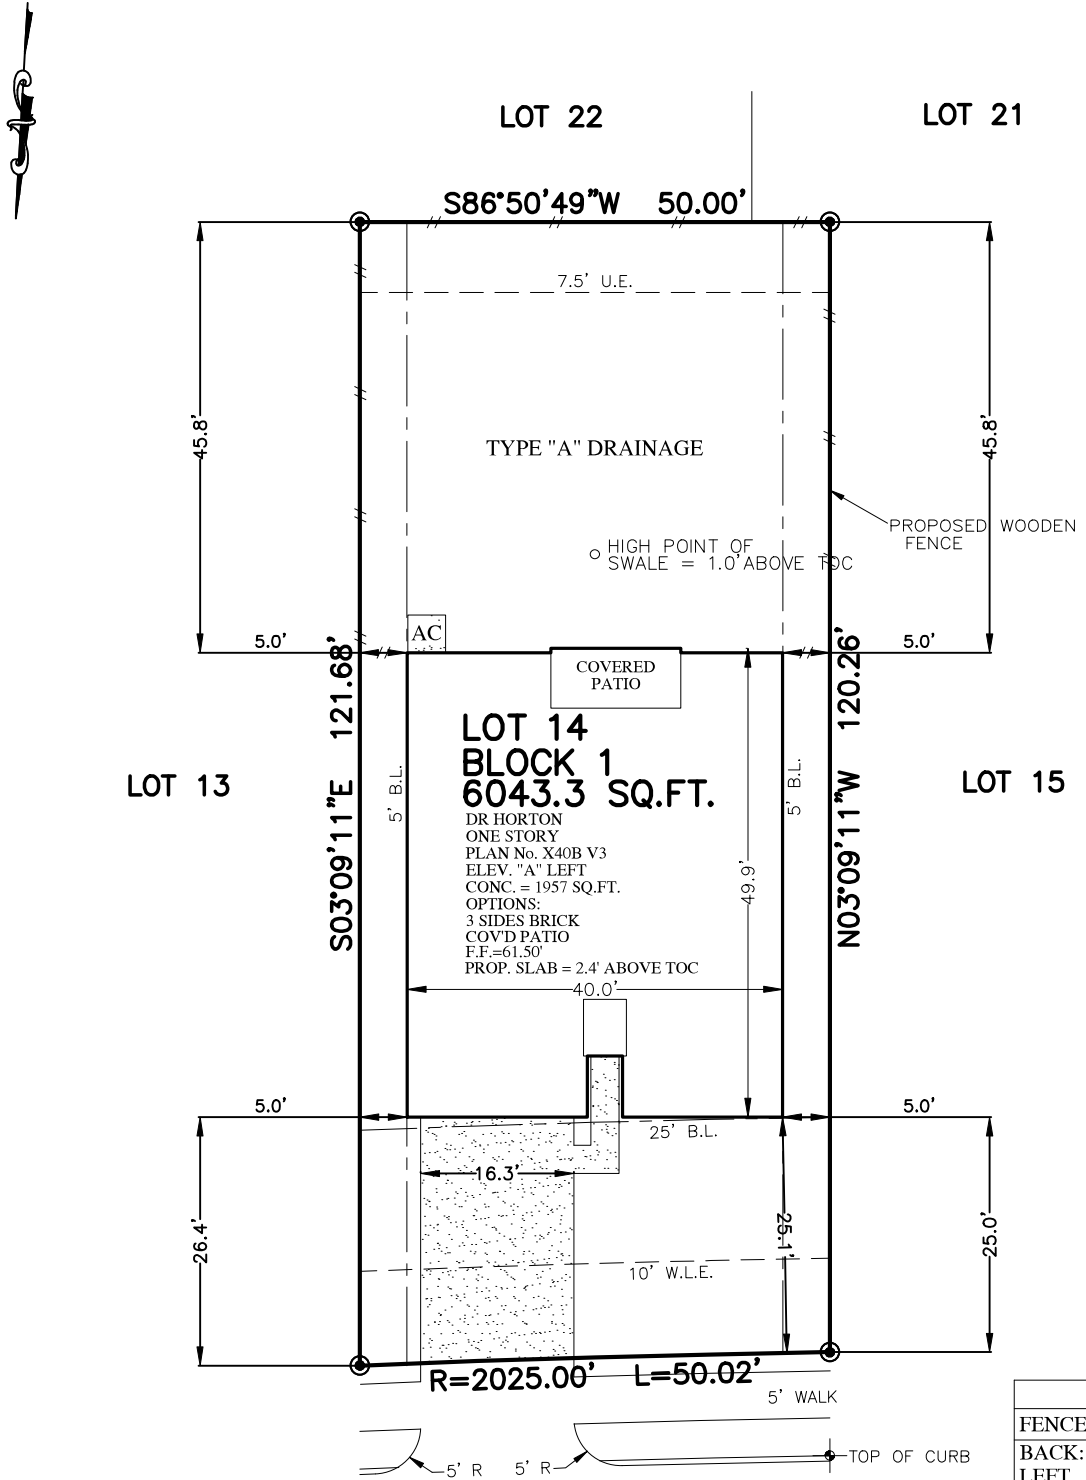 LOT 22
LOT 21
S86°50'49"W 50.00'
7.5' U.E.
45.8'
45.8'
TYPE "A" DRAINAGE
PROPOSED WOODEN
FENCE
HIGH POINT OF
SWALE = 1.0' ABOVE TOC
AC
5.0'
5.0'
COVERED
PATIO
S03°09'11"E 121.68'
N03°09'11"W 120.26'
LOT 14
BLOCK 1
6043.3 SQ.FT.
LOT 13
LOT 15
5' B.L.
5' B.L.
DR HORTON
ONE STORY
PLAN No. X40B V3
ELEV. "A" LEFT
CONC. = 1957 SQ.FT.
OPTIONS:
3 SIDES BRICK
COV'D PATIO
F.F.=61.50'
PROP. SLAB = 2.4' ABOVE TOC
49.9'
40.0'
5.0'
5.0'
25' B.L.
16.3'
26.4'
25.1'
25.0'
10' W.L.E.
R=2025.00' L=50.02'
5' WALK
5' R
5' R
TOP OF CURB
FENCE
BACK:
LEFT